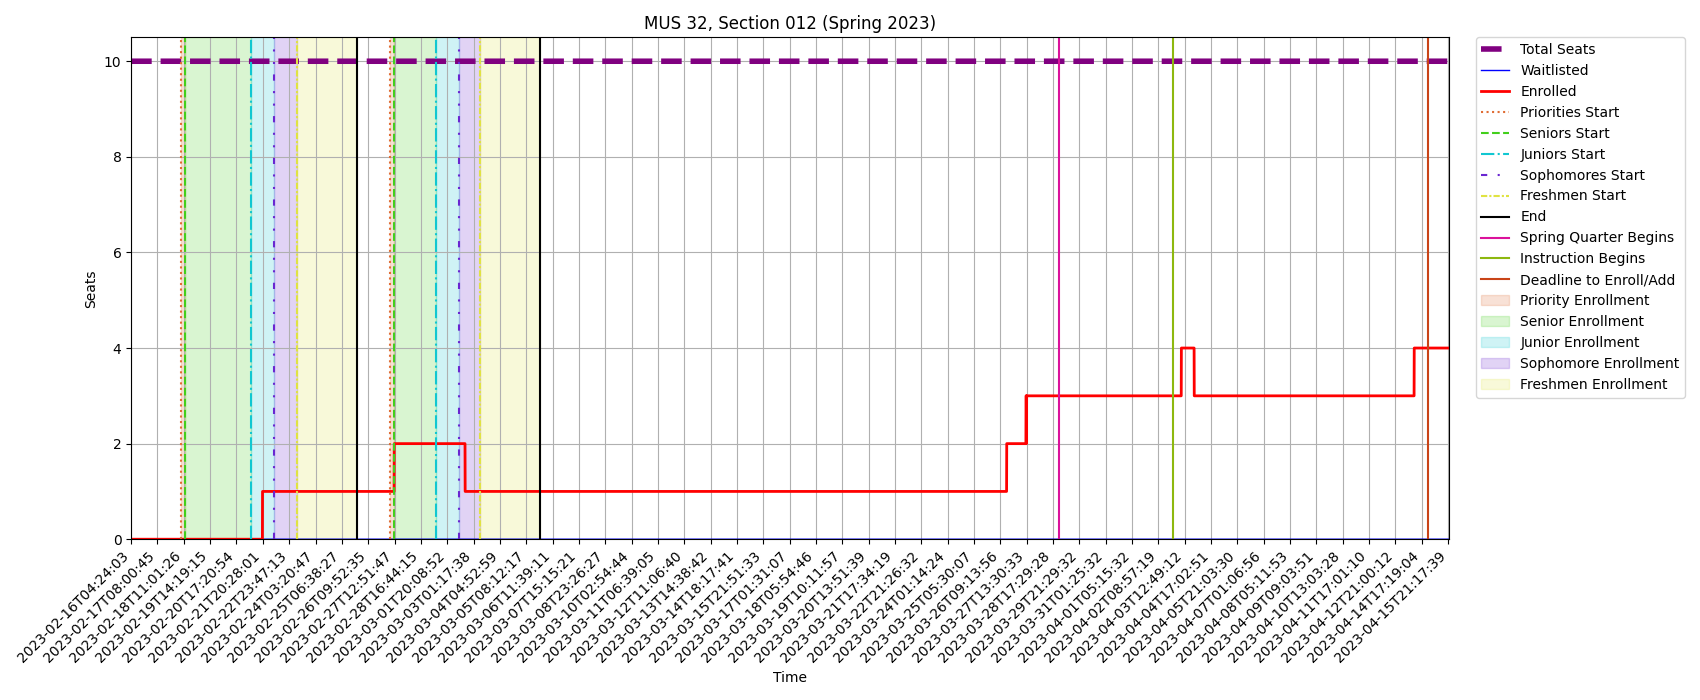 MUS 32, Section 012 (Spring 2023)
Total Seats
Waitlisted
Enrolled
Priorities Start
Seniors Start
Juniors Start
Sophomores Start
Freshmen Start
End
Spring Quarter Begins
Instruction Begins
Deadline to Enroll/Add
Priority Enrollment
Senior Enrollment
Junior Enrollment
Sophomore Enrollment
Freshmen Enrollment
Seats
10
8
6
4
2
0
2023-02-16T04:24:03
2023-02-17T08:00:45
2023-02-18T11:01:26
2023-02-19T14:19:15
2023-02-20T17:20:54
2023-02-21T20:28:01
2023-02-22T23:47:13
2023-02-24T03:20:47
2023-02-25T06:38:27
2023-02-26T09:52:35
2023-02-27T12:51:47
2023-02-28T16:44:15
2023-03-01T20:08:52
2023-03-03T01:17:38
2023-03-04T04:52:59
2023-03-05T08:12:17
2023-03-06T11:39:11
2023-03-07T15:15:21
2023-03-08T23:26:27
2023-03-10T02:54:44
2023-03-11T06:39:05
2023-03-12T11:06:40
2023-03-13T14:38:42
2023-03-14T18:17:41
2023-03-15T21:51:33
2023-03-17T01:31:07
2023-03-18T05:54:46
2023-03-19T10:11:57
2023-03-20T13:51:39
2023-03-21T17:34:19
2023-03-22T21:26:32
2023-03-24T01:14:24
2023-03-25T05:30:07
2023-03-26T09:13:56
2023-03-27T13:30:33
2023-03-28T17:29:28
2023-03-29T21:29:32
2023-03-31T01:25:32
2023-04-01T05:15:32
2023-04-02T08:57:19
2023-04-03T12:49:12
2023-04-04T17:02:51
2023-04-05T21:03:30
2023-04-07T01:06:56
2023-04-08T05:11:53
2023-04-09T09:03:51
2023-04-10T13:03:28
2023-04-11T17:01:10
2023-04-12T21:00:12
2023-04-14T17:19:04
2023-04-15T21:17:39
Time